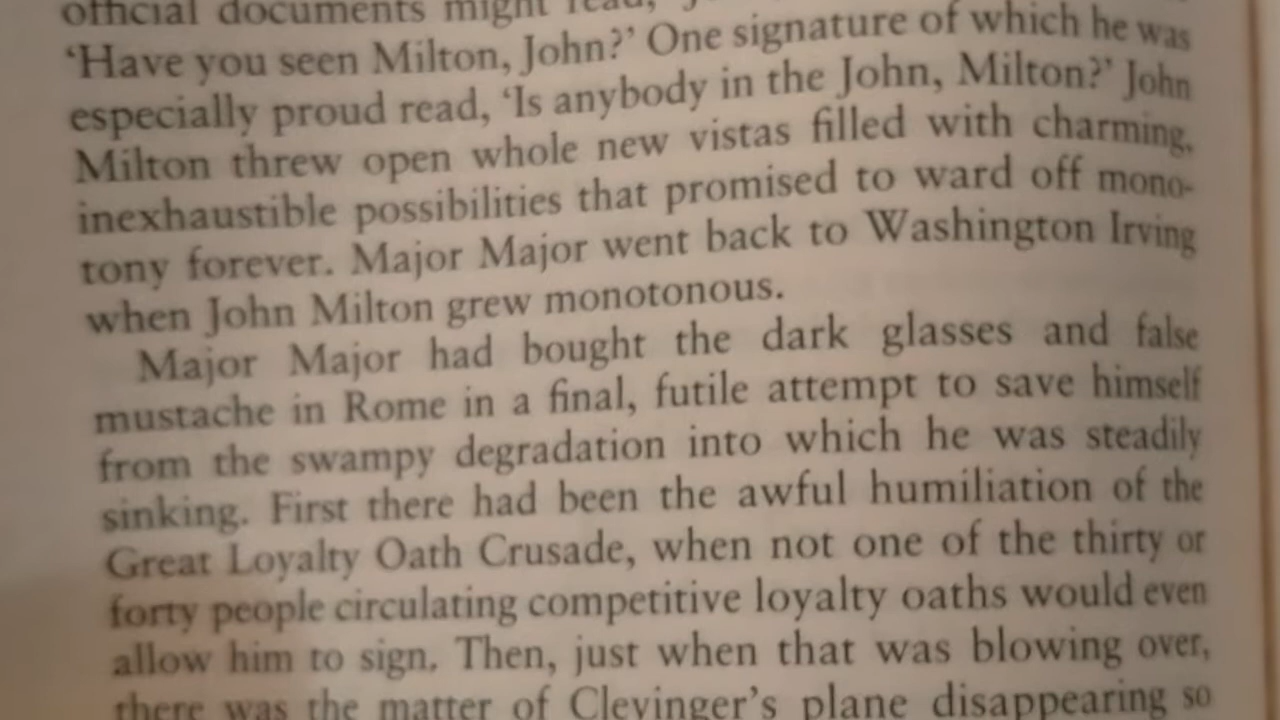 official documents might read,
‘Have you seen Milton, John?’ One signature of which he was
especially proud read, ‘Is anybody in the John, Milton?’ John
Milton threw open whole new vistas filled with charming,
inexhaustible possibilities that promised to ward off mono-
tony forever. Major Major went back to Washington Irving
when John Milton grew monotonous.
Major Major had bought the dark glasses and false
mustache in Rome in a final, futile attempt to save himself
from the swampy degradation into which he was steadily
sinking. First there had been the awful humiliation of the
Great Loyalty Oath Crusade, when not one of the thirty or
forty people circulating competitive loyalty oaths would even
allow him to sign. Then, just when that was blowing over,
there was the matter of Clevinger’s plane disappearing so